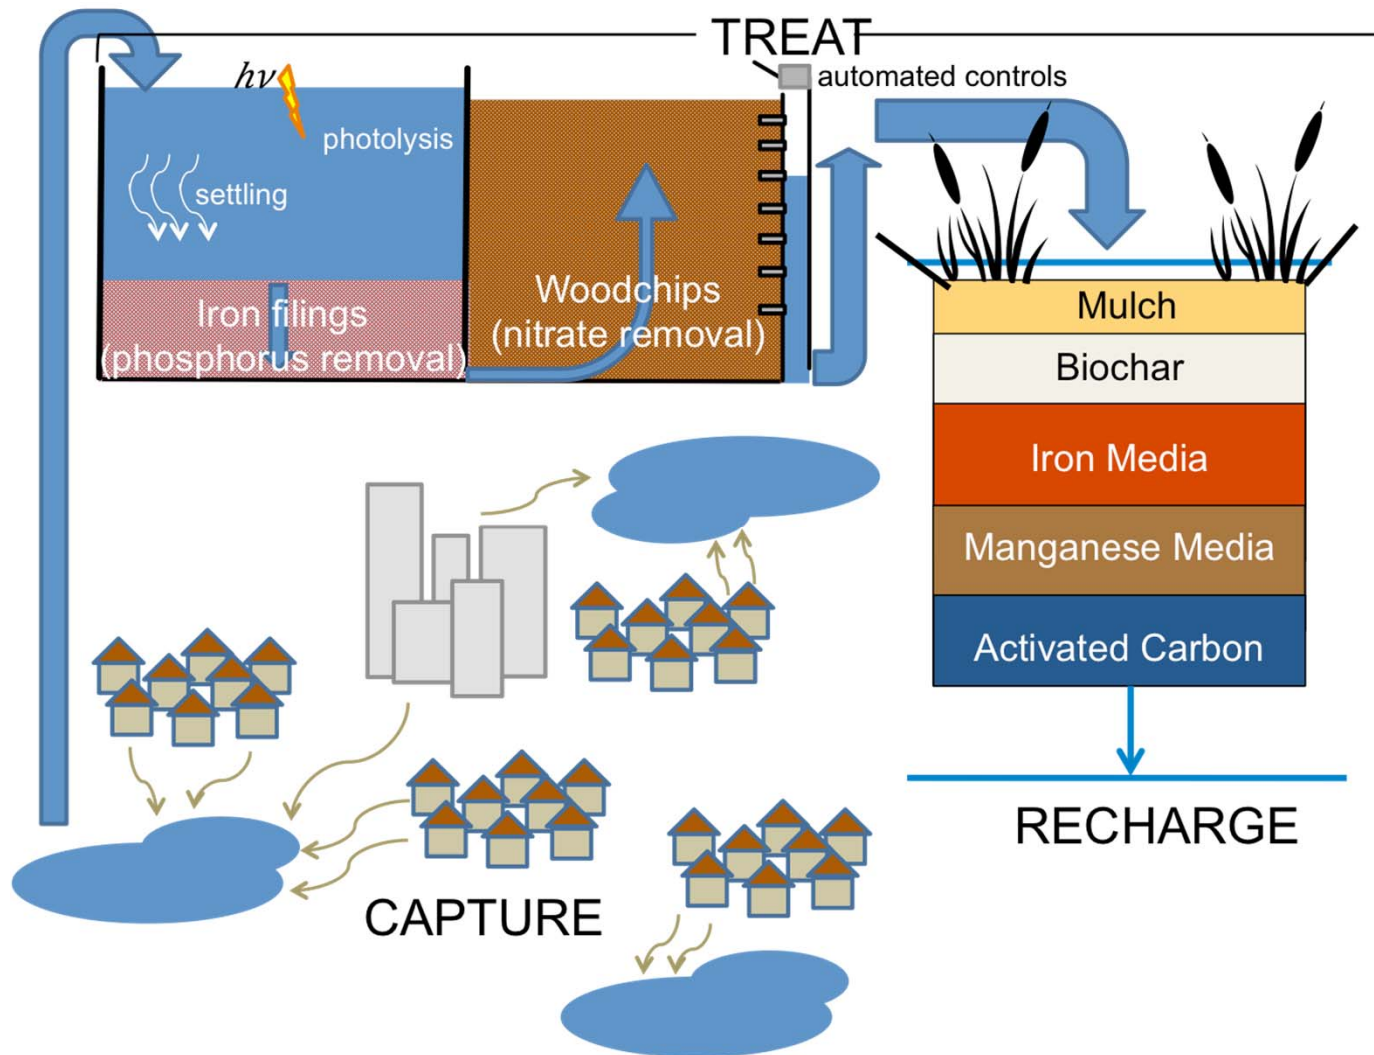 TREAT
automated controls
hν
photolysis
settling
Iron filings
(phosphorus removal)
Woodchips
(nitrate removal)
Mulch
Biochar
Iron Media
Manganese Media
Activated Carbon
RECHARGE
CAPTURE